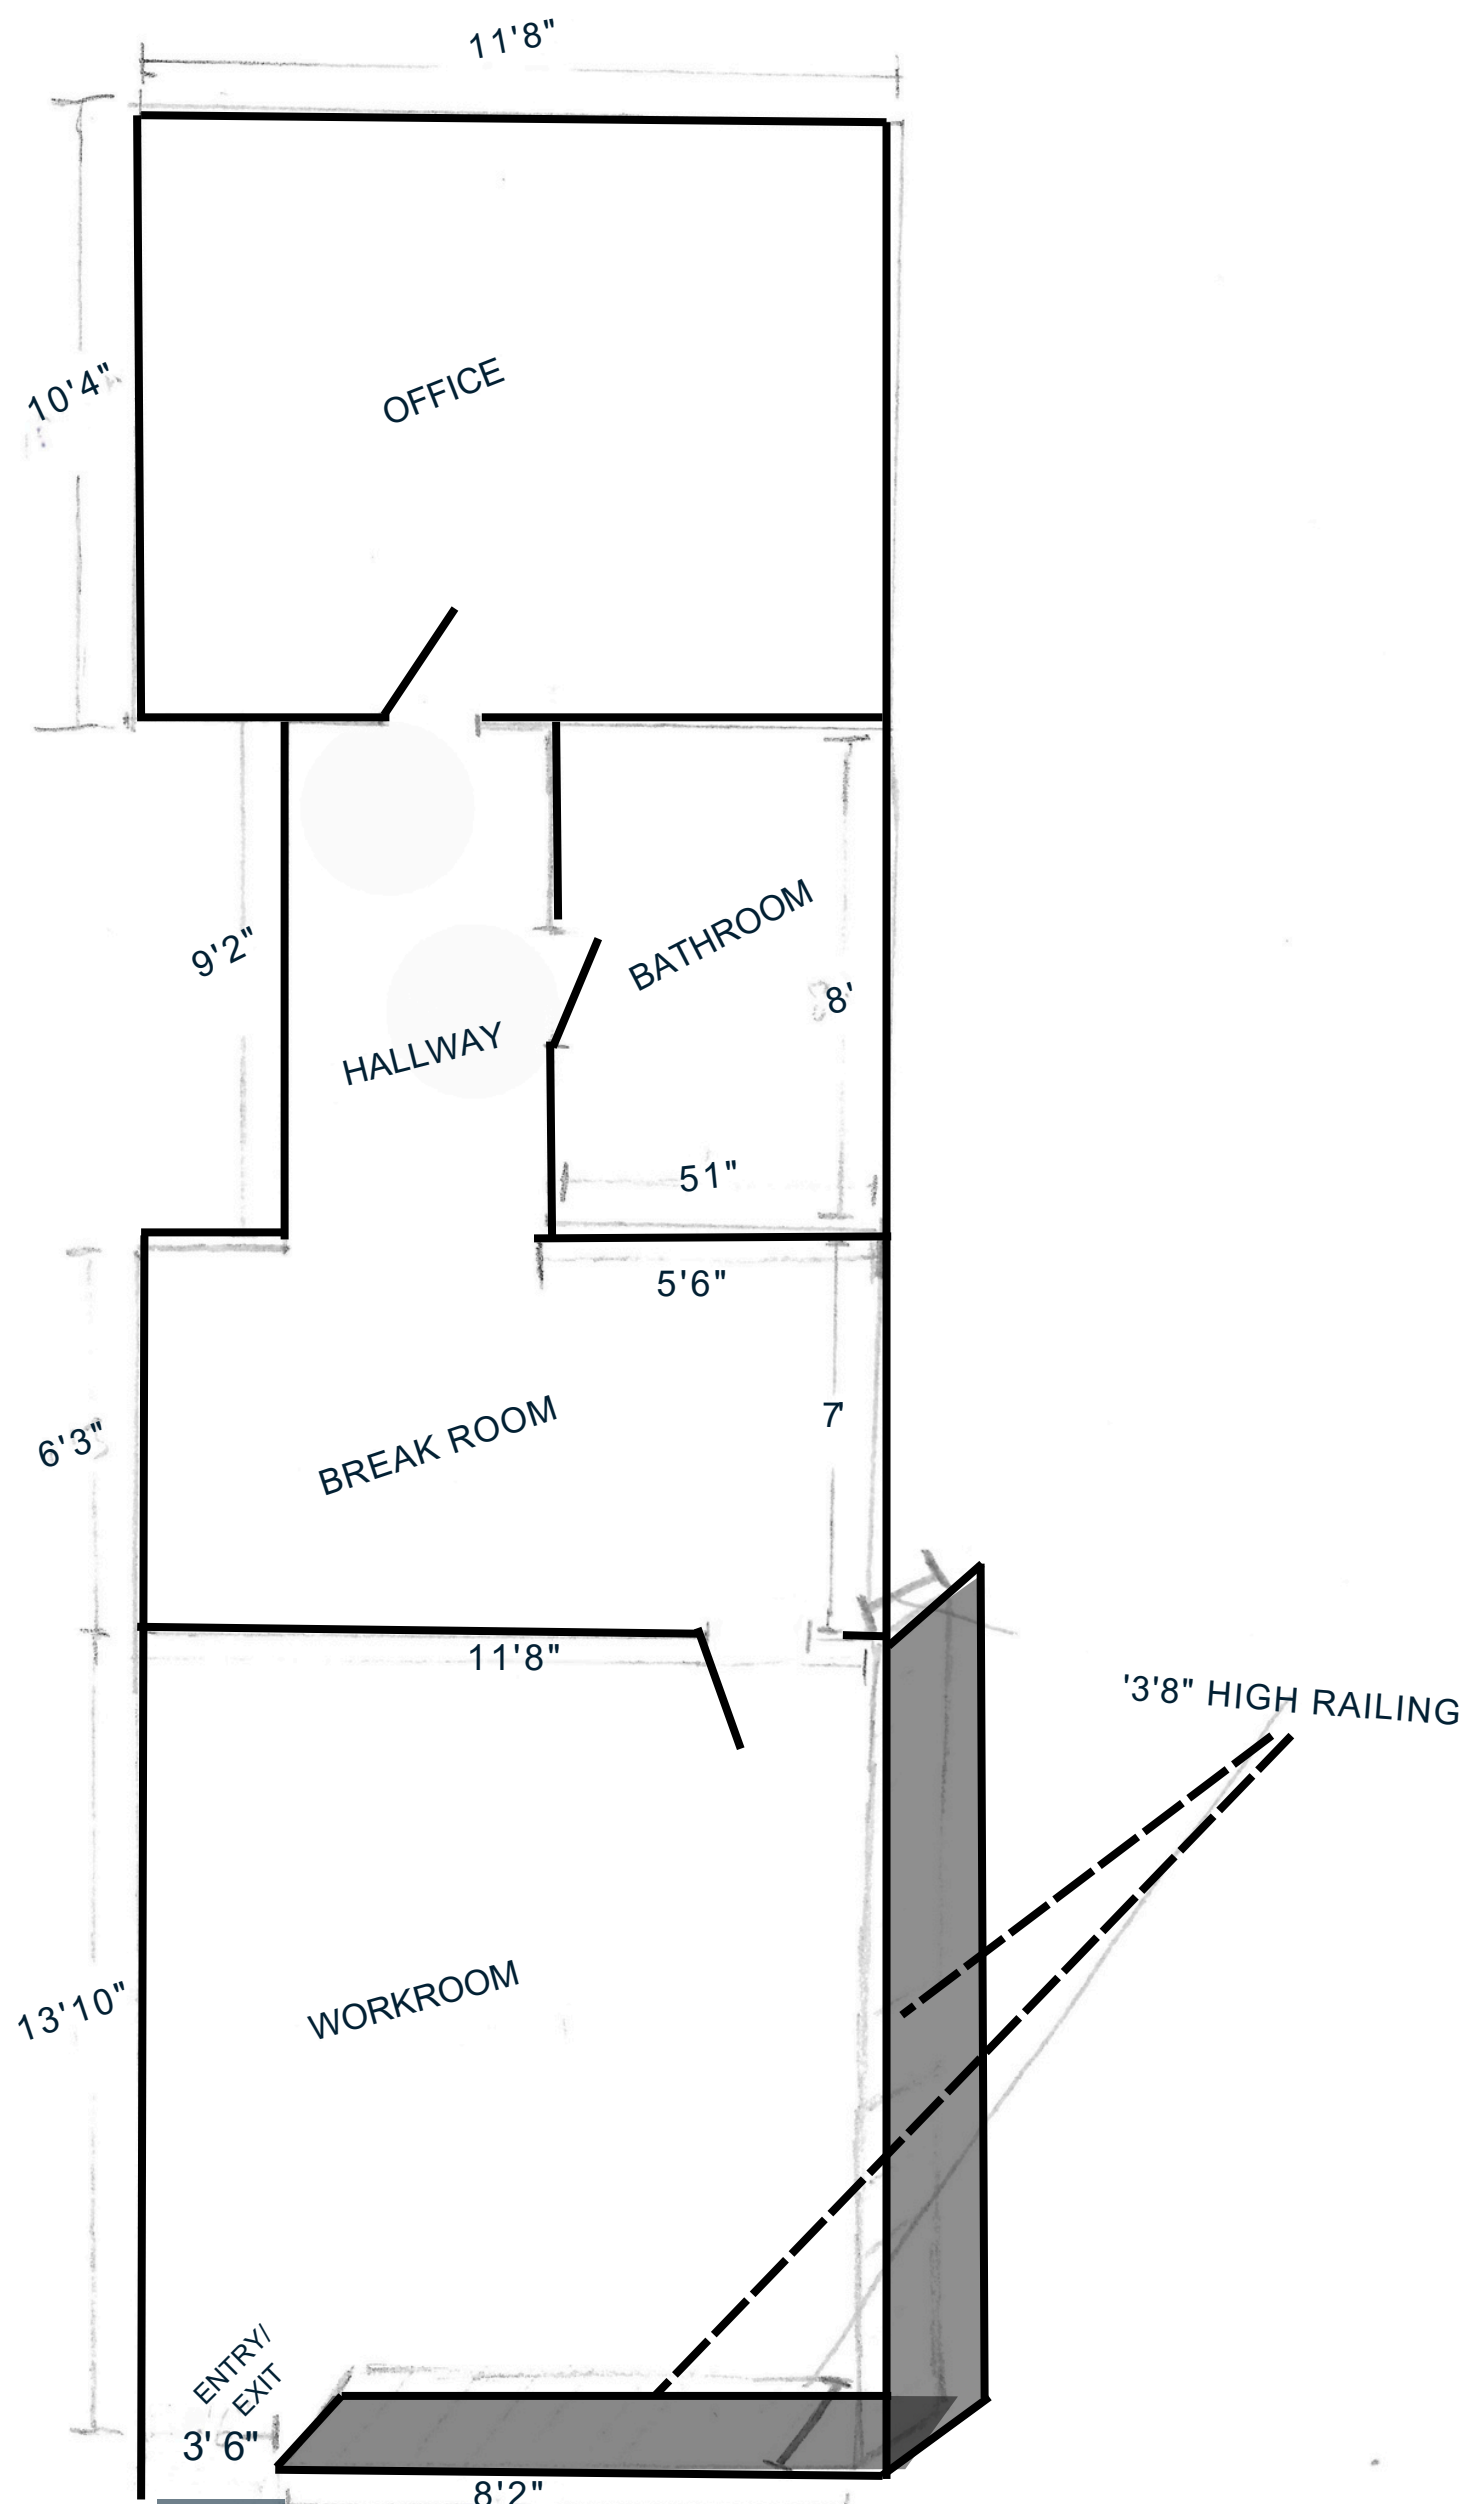 11'8"
10'4"
OFFICE
9'2"
BATHROOM
8'
HALLWAY
51"
5'6"
BREAK ROOM
7'
6'3"
11'8"
'3'8" HIGH RAILING
WORKROOM
13'10"
ENTRY/
EXIT
3' 6"
8'2"